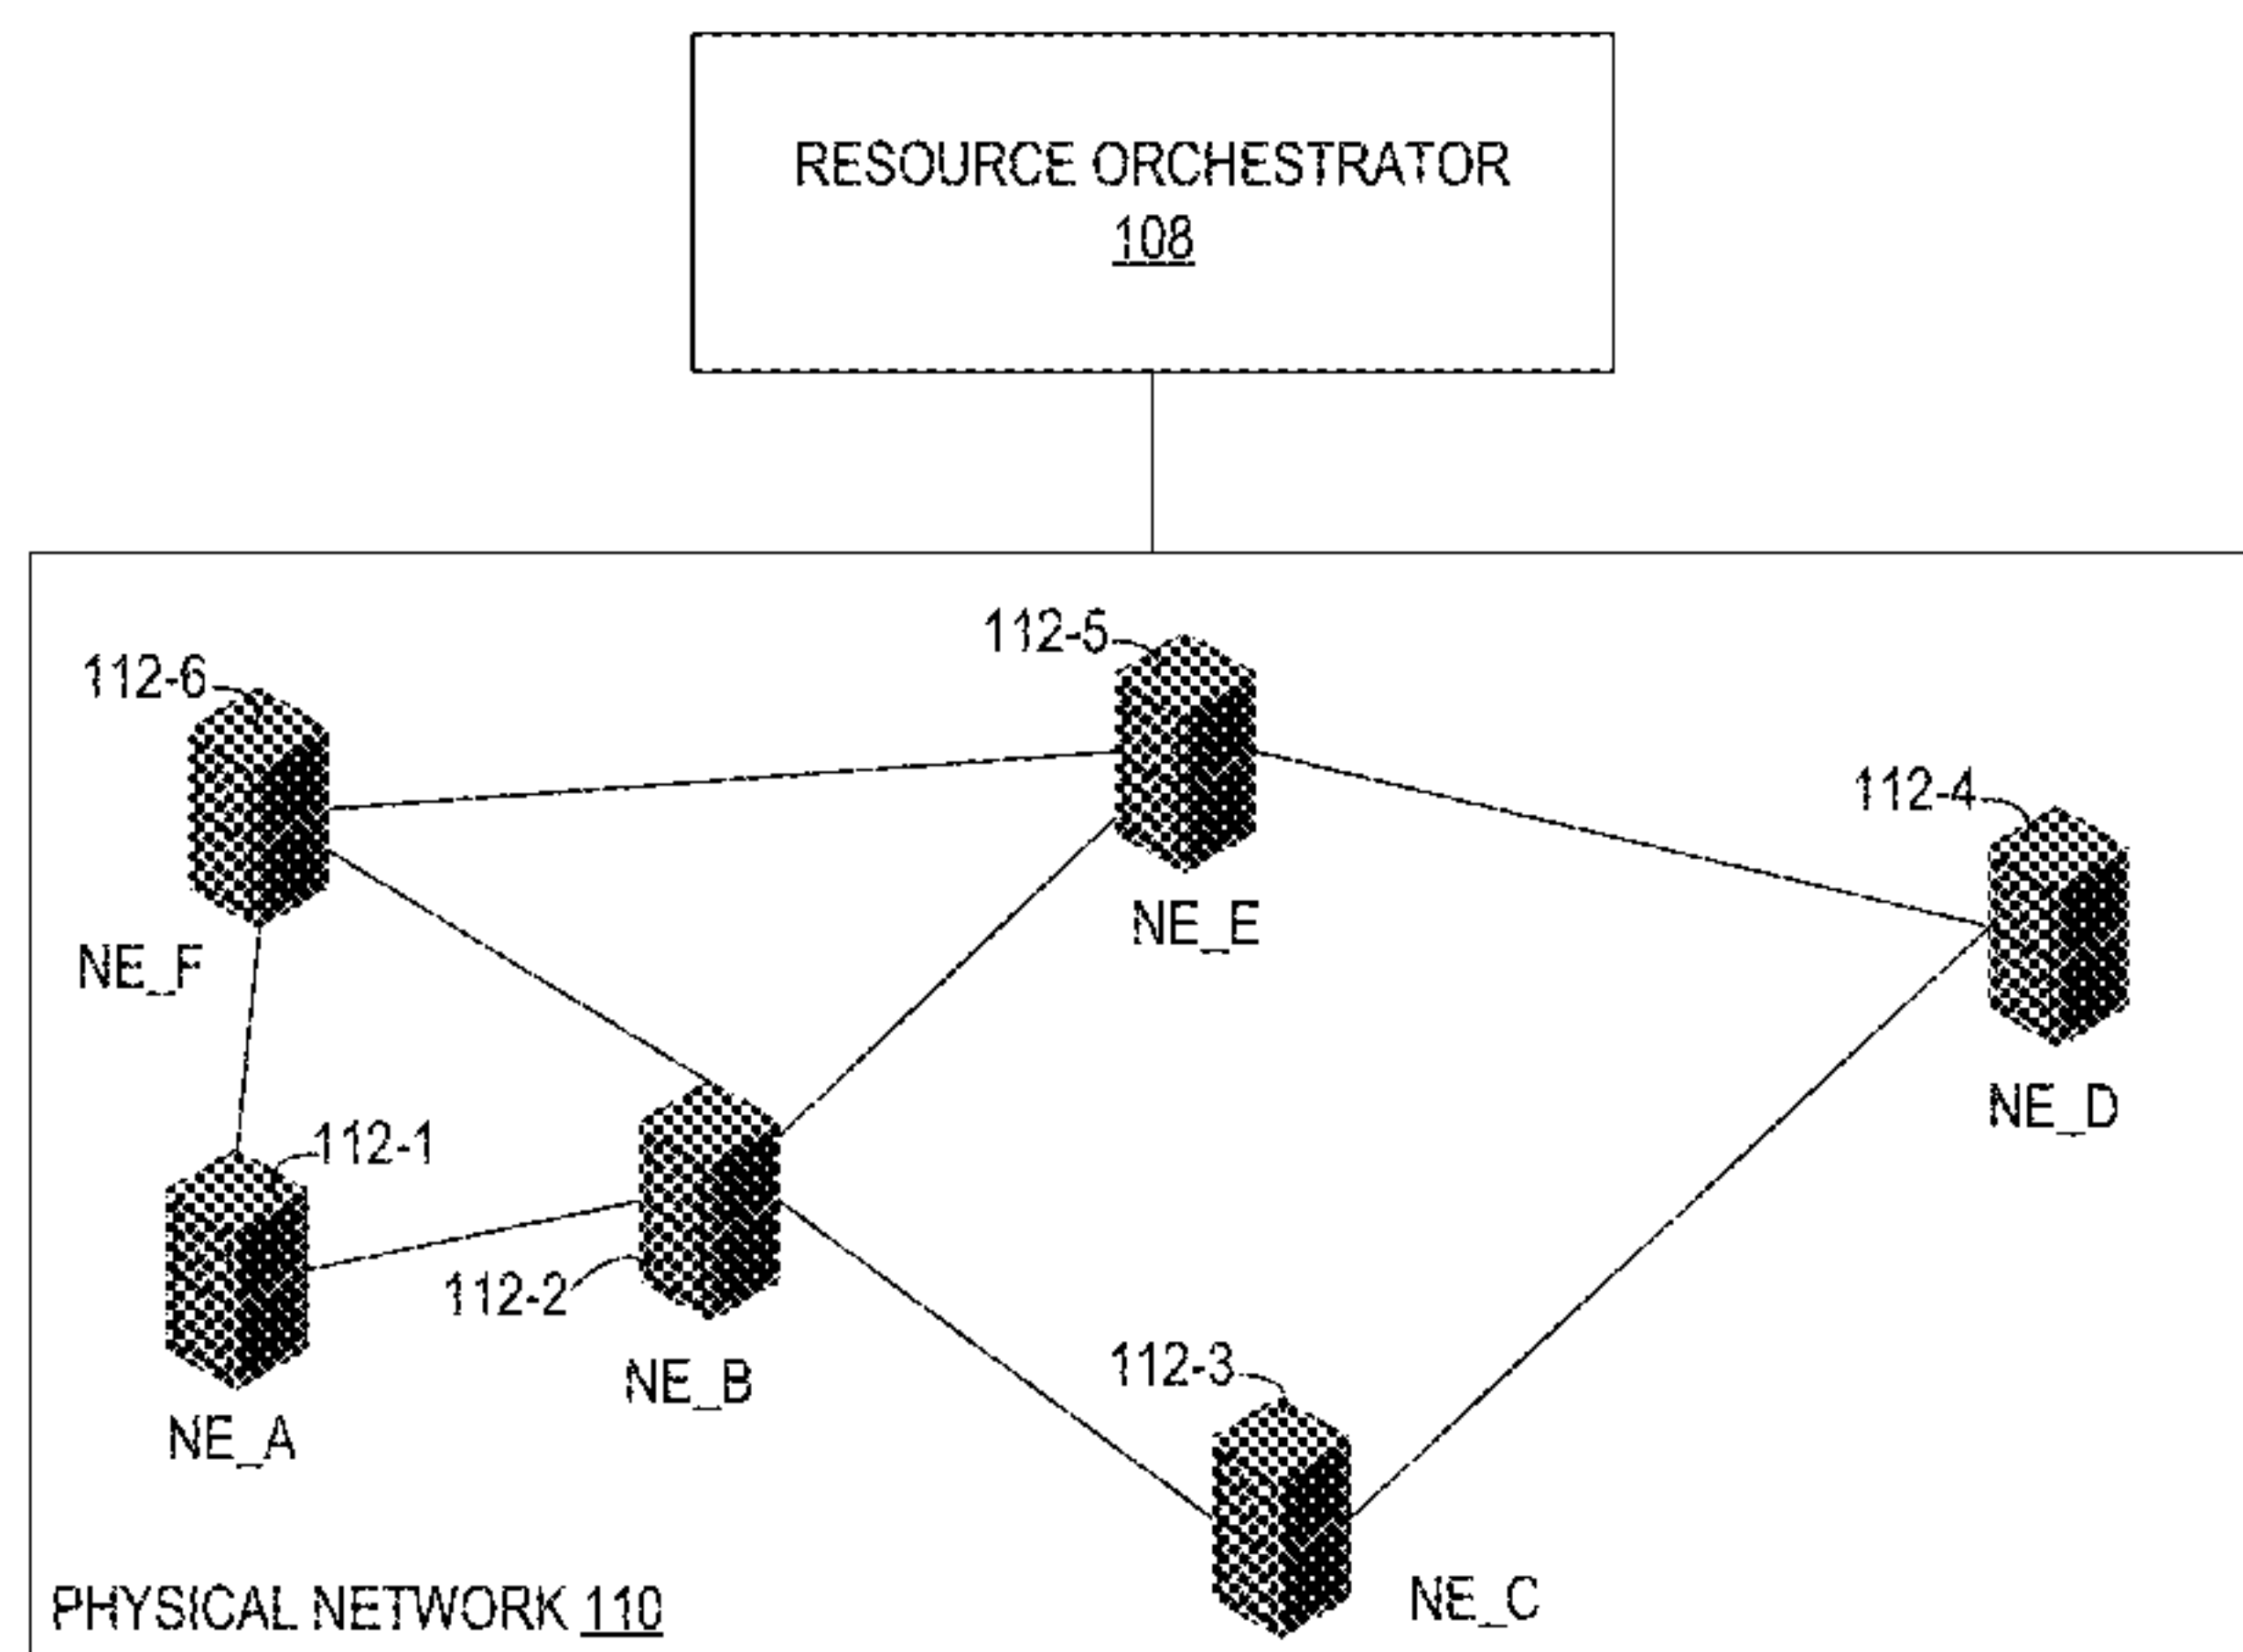 RESOURCE ORCHESTRATOR
108
112-5
112-6
112-4
NE_E
NE_F
NE_D
112-1
112-2
112-3
NE_B
NE_A
NE_C
PHYSICAL NETWORK 110